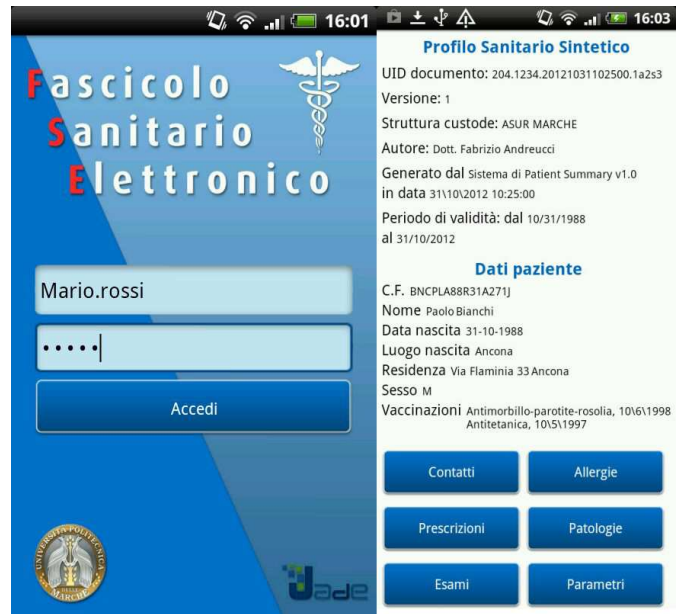 16:01
Fascicolo
Sanitario
Elettronico
Mario.rossi
•••••
Accedi
UNIVERSITÀ POLITECNICA
DELLE
MARCHE
Jade
16:03
Profilo Sanitario Sintetico
UID documento: 204.1234.20121031102500.1a2s3
Versione: 1
Struttura custode: ASUR MARCHE
Autore: Dott. Fabrizio Andreucci
Generato dal Sistema di Patient Summary v1.0
in data 31\10\2012 10:25:00
Periodo di validità: dal 10/31/1988
al 31/10/2012
Dati paziente
C.F. BNCPLA88R31A271J
Nome Paolo Bianchi
Data nascita 31-10-1988
Luogo nascita Ancona
Residenza Via Flaminia 33 Ancona
Sesso M
Vaccinazioni Antimorbillo-parotite-rosolia, 10\6\1998
Antitetanica, 10\5\1997
Contatti
Allergie
Prescrizioni
Patologie
Esami
Parametri